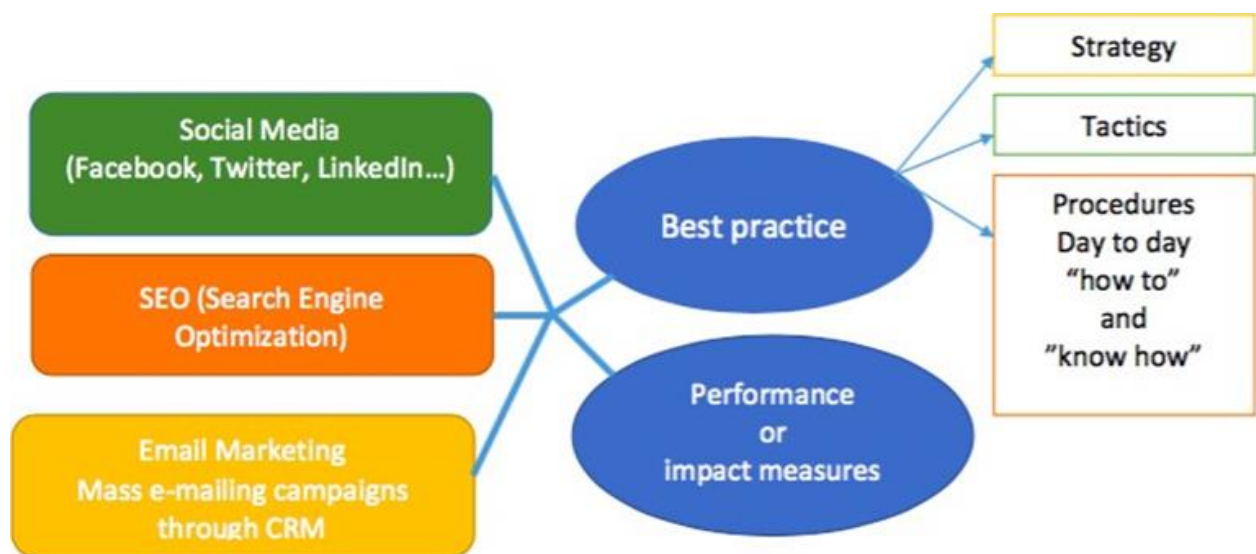 Social Media
(Facebook, Twitter, LinkedIn...)
SEO (Search Engine
Optimization)
Email Marketing
Mass e-mailing campaigns
through CRM
Best practice
Performance
or
impact measures
Strategy
Tactics
Procedures
Day to day
“how to”
and
”know how”